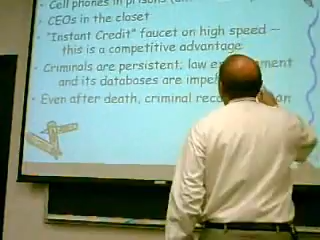 Cell phones in prisons
CEOs in the closet
"Instant Credit" faucet on high speed –
this is a competitive advantage
Criminals are persistent; law
and its databases are
Even after death, criminal